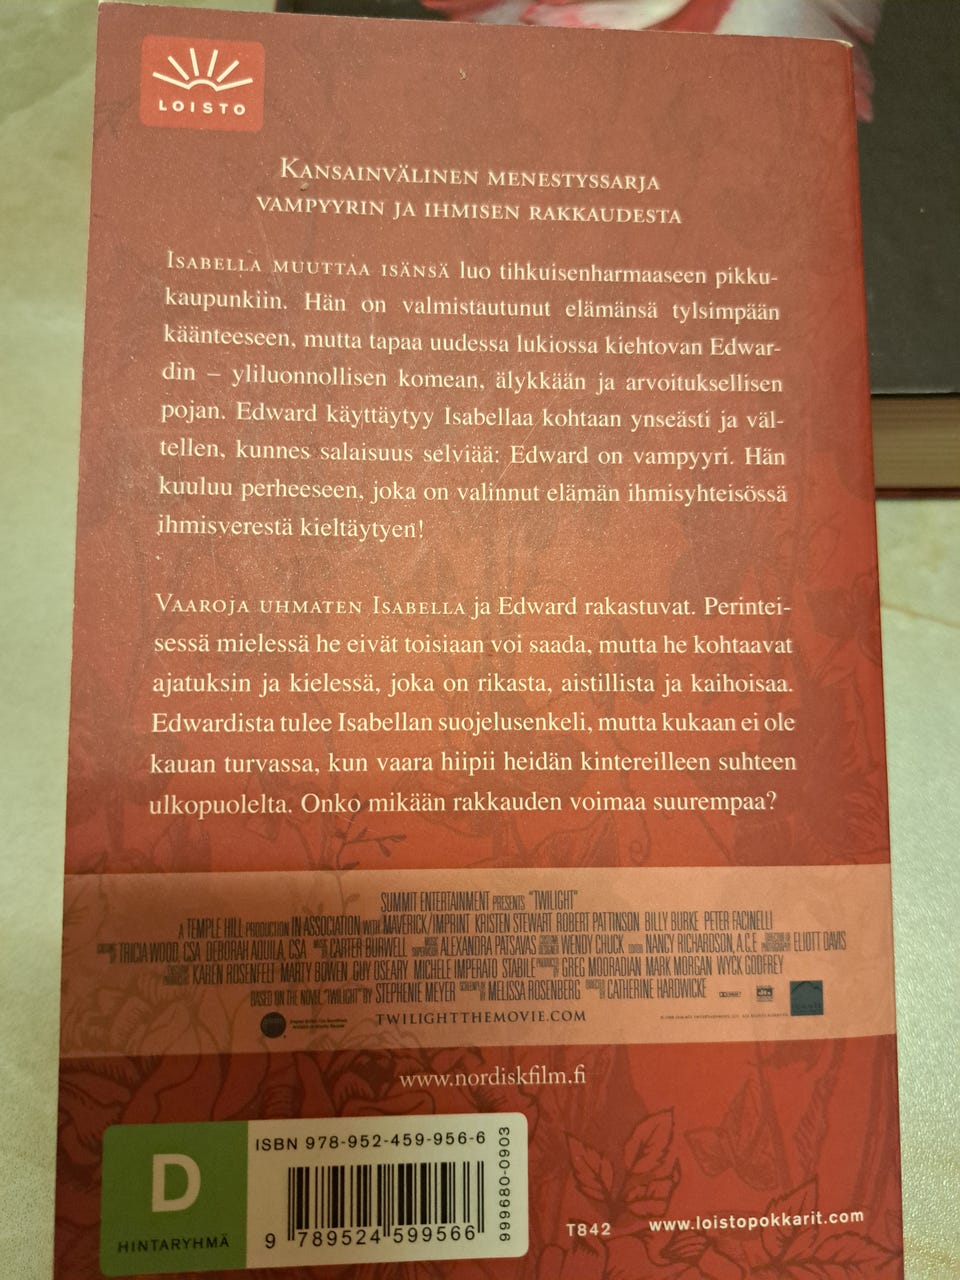 LOISTO
KANSAINVÄLINEN MENESTYSSARJA
VAMPYYRIN JA IHMISEN RAKKAUDESTA
ISABELLA MUUTTAA ISÄNSÄ luo tihkuisenharmaaseen pikku-
kaupunkiin. Hän on valmistautunut elämänsä tylsimpään
käänteeseen, mutta tapaa uudessa lukiossa kiehtovan Edwar-
din – yliluonnollisen komean, älykkään ja arvoituksellisen
pojan. Edward käyttäytyy Isabellaa kohtaan ynseästi ja väl-
tellen, kunnes salaisuus selviää: Edward on vampyyri. Hän
kuuluu perheeseen, joka on valinnut elämän ihmisyhteisössä
ihmisverestä kieltäytyen!
VAAROJA UHMATEN ISABELLA ja Edward rakastuvat. Perintei-
sessä mielessä he eivät toisiaan voi saada, mutta he kohtaavat
ajatuksin ja kielessä, joka on rikasta, aistillista ja kaihoisaa.
Edwardista tulee Isabellan suojelusenkeli, mutta kukaan ei ole
kauan turvassa, kun vaara hiipii heidän kintereilleen suhteen
ulkopuolelta. Onko mikään rakkauden voimaa suurempaa?
SUMMIT ENTERTAINMENT PRESENTS "TWILIGHT"
A TEMPLE HILL PRODUCTION IN ASSOCIATION WITH MAVERICK/IMPRINT KRISTEN STEWART ROBERT PATTINSON BILLY BURKE PETER FACINELLI
TRICIA WOOD, CSA DEBORAH AQUILA, CSA CARTER BURWELL ALEXANDRA PATSAVAS WENDY CHUCK NANCY RICHARDSON, A.C.E. ELIOTT DAVIS
KAREN ROSENFELT MARTY BOWEN GUY OSEARY MICHELE IMPERATO STABILE GREG MOORADIAN MARK MORGAN WYCK GODFREY
BASED ON THE NOVEL "TWILIGHT" BY STEPHENIE MEYER SCREENPLAY BY MELISSA ROSENBERG DIRECTED BY CATHERINE HARDWICKE
TWILIGHTTHEMOVIE.COM
www.nordiskfilm.fi
D
HINTARYHMÄ
ISBN 978-952-459-956-6
9 789524 599566
999680-0903
T842
www.loistopokkarit.com